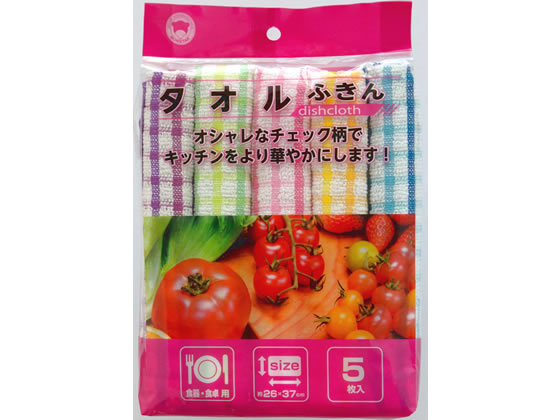 タオルふきん
dishcloth
オシャレなチェック柄で
キッチンをより華やかにします！
食器・食卓 用
size
約26×37cm
5
枚入